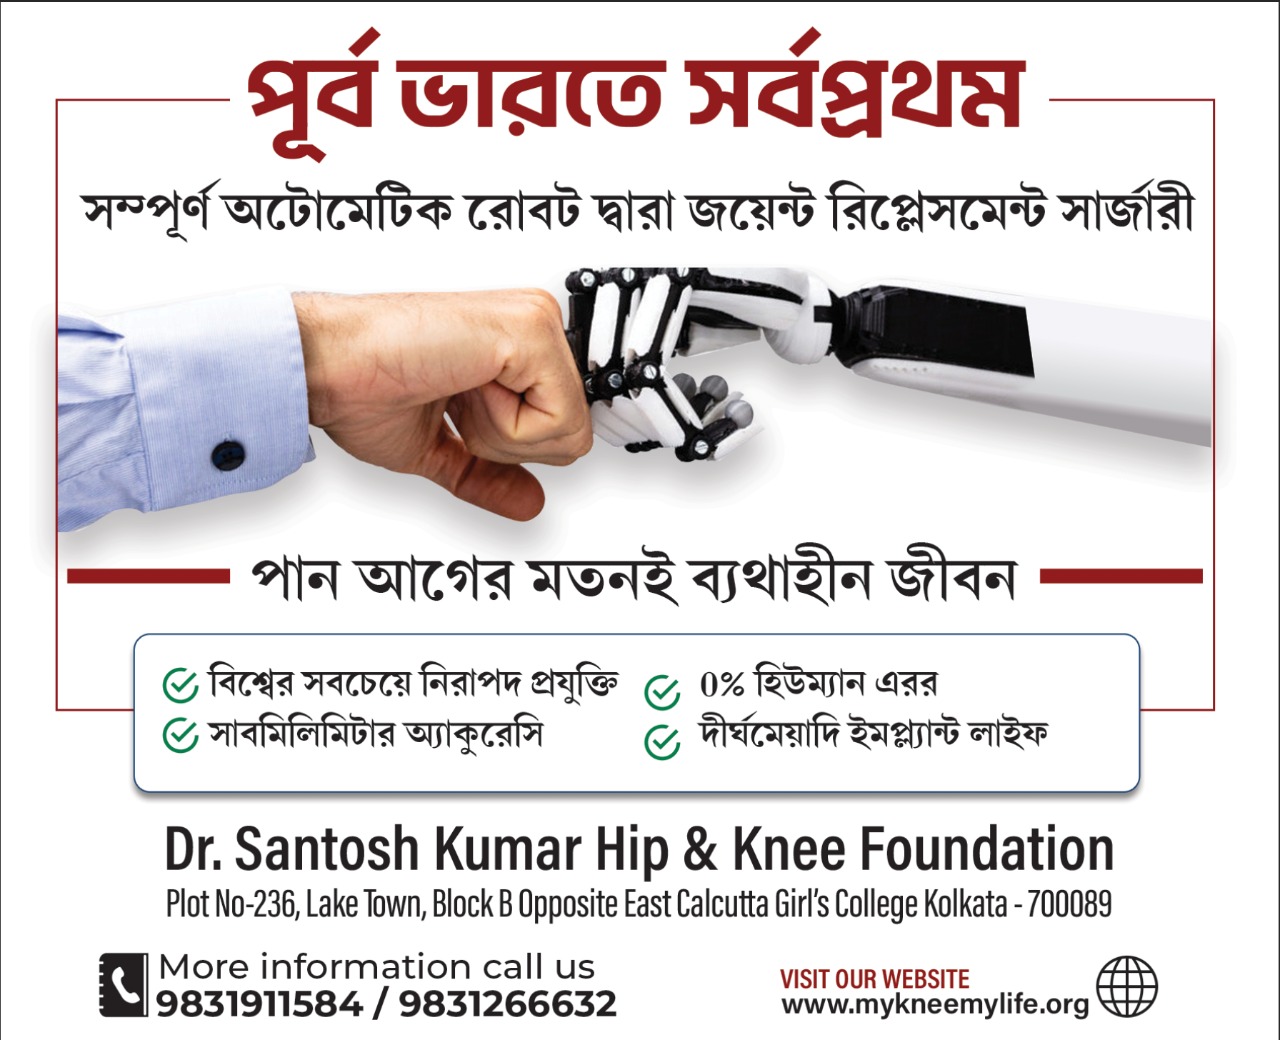 পূর্ব ভারতে সর্বপ্রথম
সম্পূর্ণ অটোমেটিক রোবট দ্বারা জয়েন্ট রিপ্লেসমেন্ট সার্জারী
পান আগের মতনই ব্যথাহীন জীবন
বিশ্বের সবচেয়ে নিরাপদ প্রযুক্তি
সাবমিলিমিটার অ্যাকুরেসি
0% হিউম্যান এরর
দীর্ঘমেয়াদি ইমপ্ল্যান্ট লাইফ
Dr. Santosh Kumar Hip & Knee Foundation
Plot No-236, Lake Town, Block B Opposite East Calcutta Girl's College Kolkata - 700089
More information call us
9831911584 / 9831266632
VISIT OUR WEBSITE
www.mykneemylife.org